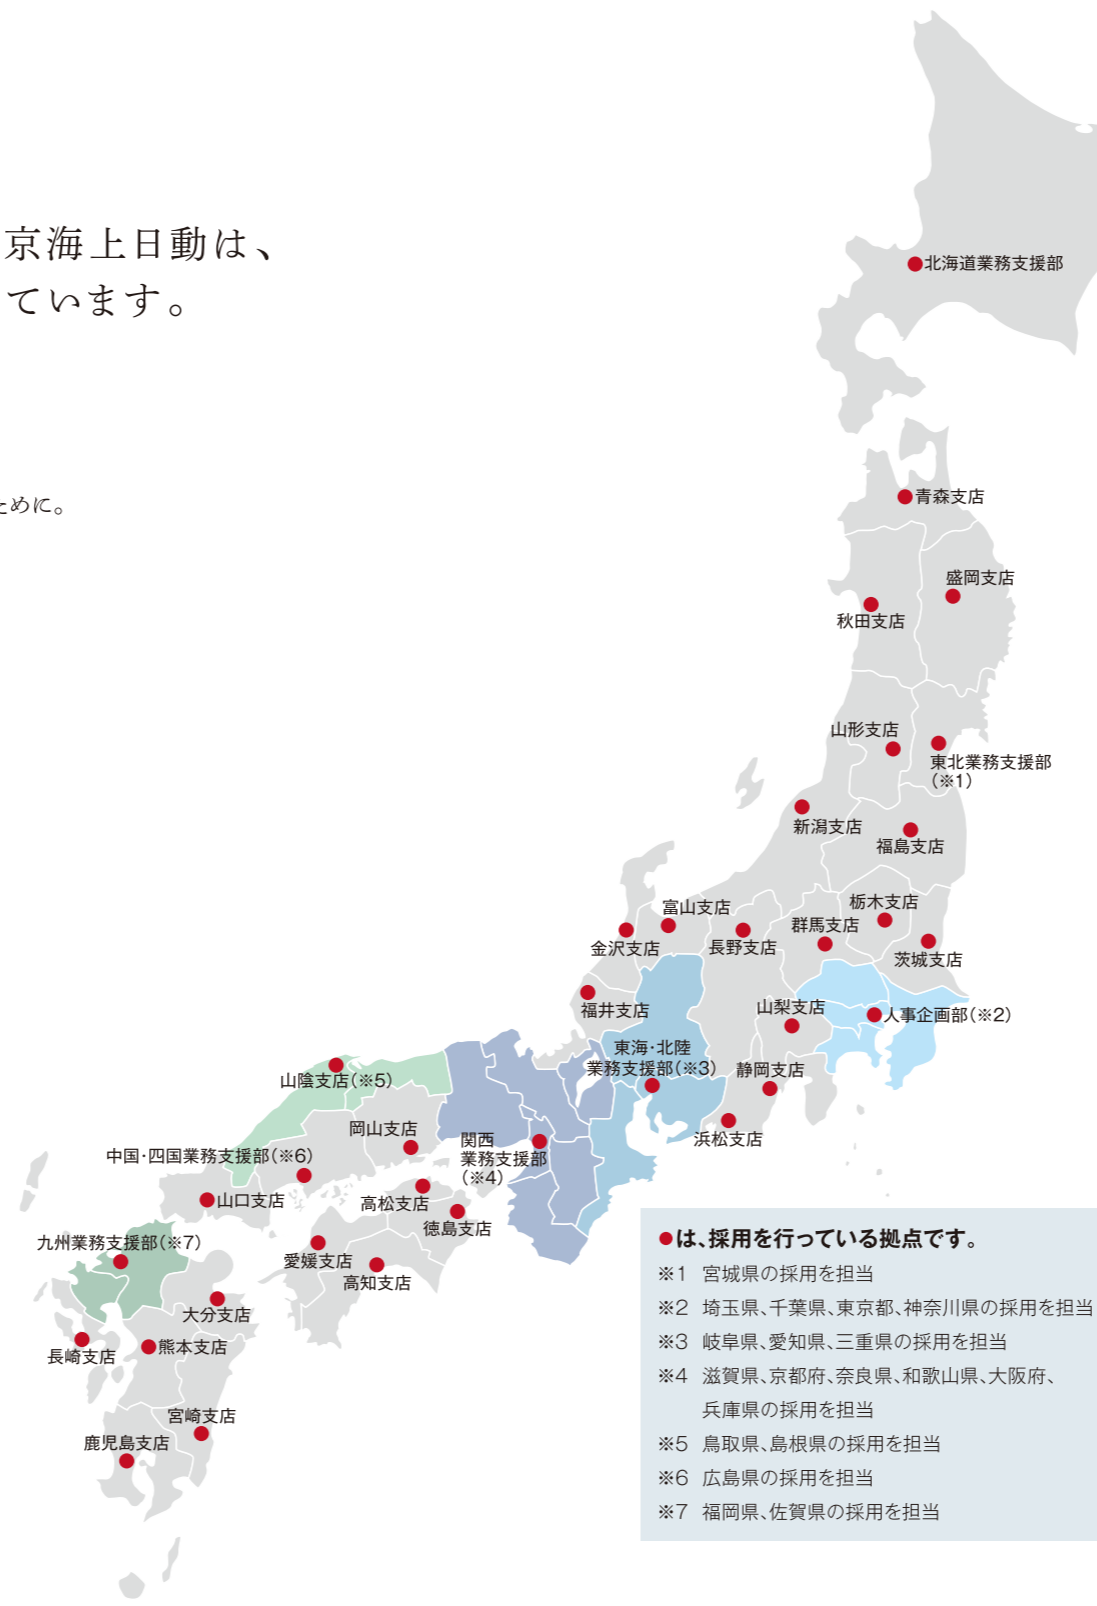 京海上日動は、
ています。
ために。
北海道業務支援部
青森支店
盛岡支店
秋田支店
山形支店
東北業務支援部
(※1)
新潟支店
福島支店
富山支店
栃木支店
群馬支店
金沢支店
長野支店
茨城支店
福井支店
山梨支店
人事企画部(※2)
東海・北陸
業務支援部(※3)
静岡支店
浜松支店
山陰支店(※5)
岡山支店
関西
業務支援部
(※4)
中国・四国業務支援部(※6)
山口支店
高松支店
徳島支店
九州業務支援部(※7)
愛媛支店
高知支店
大分支店
長崎支店
熊本支店
宮崎支店
鹿児島支店
●は、採用を行っている拠点です。
※1 宮城県の採用を担当
※2 埼玉県、千葉県、東京都、神奈川県の採用を担当
※3 岐阜県、愛知県、三重県の採用を担当
※4 滋賀県、京都府、奈良県、和歌山県、大阪府、
兵庫県の採用を担当
※5 鳥取県、島根県の採用を担当
※6 広島県の採用を担当
※7 福岡県、佐賀県の採用を担当